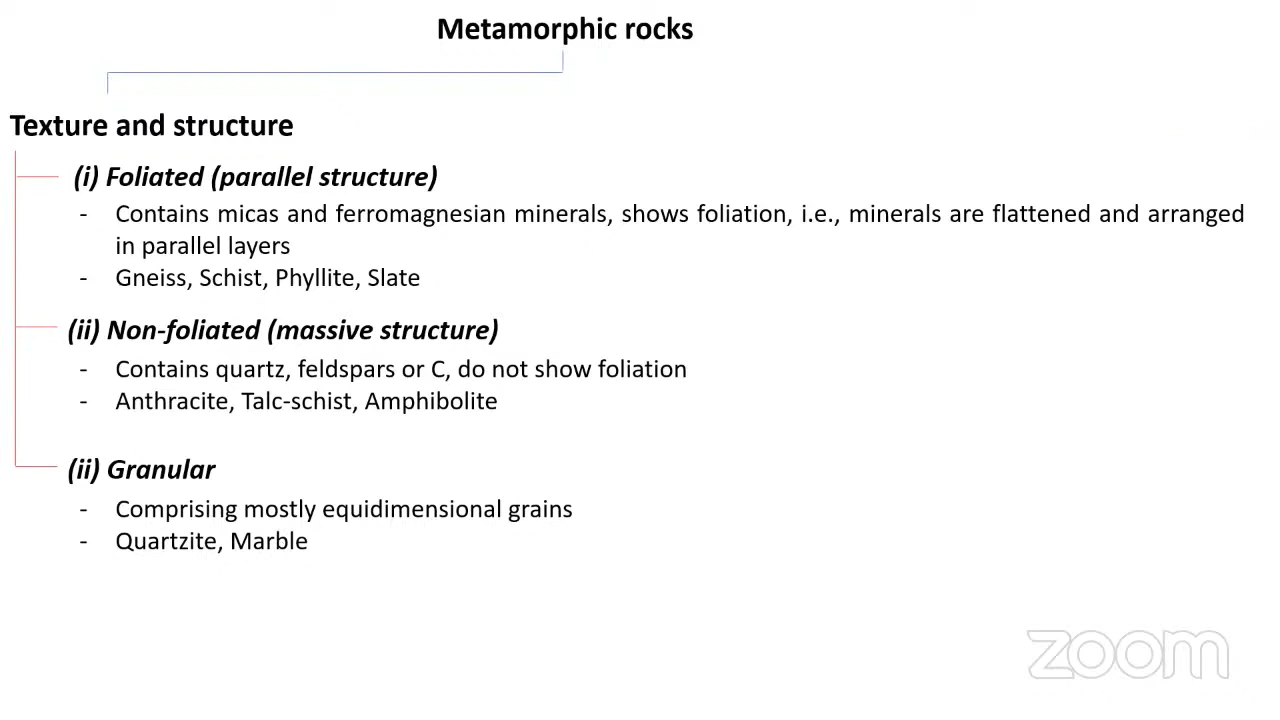 Metamorphic rocks
Texture and structure
(i) Foliated (parallel structure)
- Contains micas and ferromagnesian minerals, shows foliation, i.e., minerals are flattened and arranged
in parallel layers
- Gneiss, Schist, Phyllite, Slate
(ii) Non-foliated (massive structure)
- Contains quartz, feldspars or C, do not show foliation
- Anthracite, Talc-schist, Amphibolite
(ii) Granular
- Comprising mostly equidimensional grains
- Quartzite, Marble
zoom